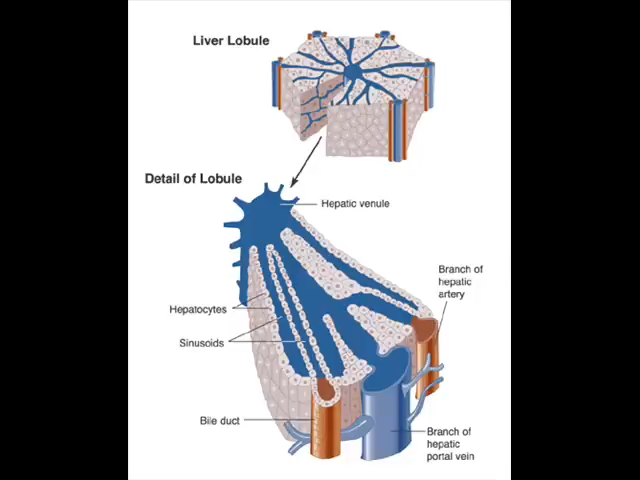 Liver Lobule
Detail of Lobule
Hepatic venule
Branch of
hepatic
artery
Hepatocytes
Sinusoids
Bile duct
Branch of
hepatic
portal vein